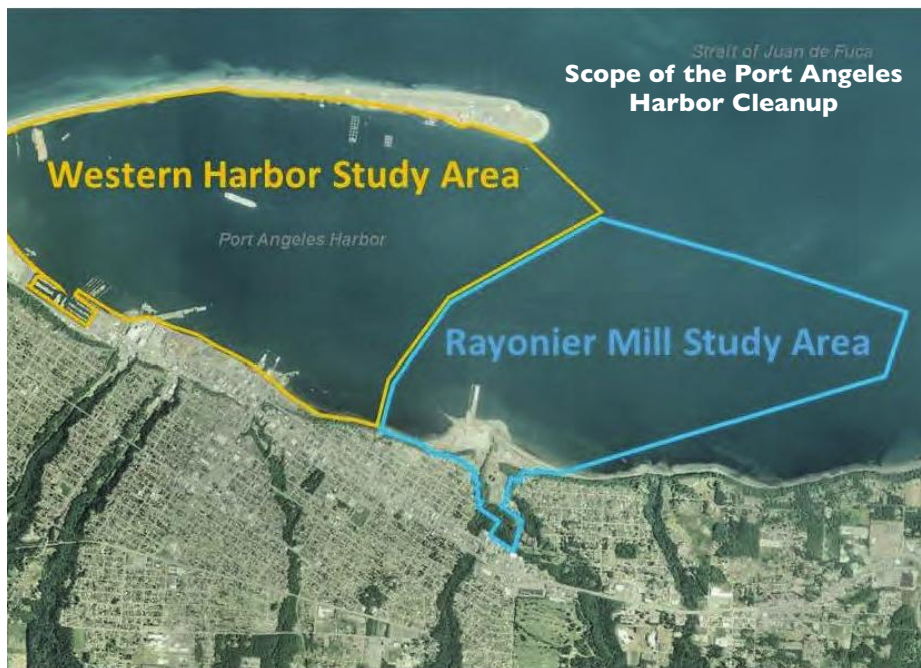 Strait of Juan de Fuca
Scope of the Port Angeles
Harbor Cleanup
Western Harbor Study Area
Port Angeles Harbor
Rayonier Mill Study Area